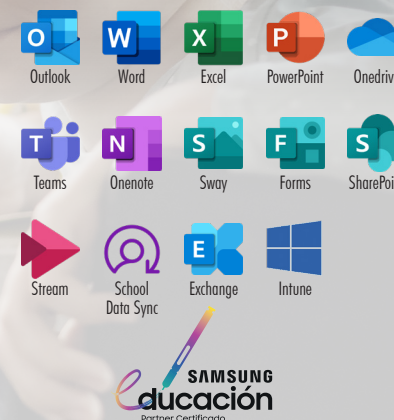 O W X P
Outlook Word Excel PowerPoint Onedriv
T N S F S
Teams Onenote Sway Forms SharePoi
E
Stream School Exchange Intune
Data Sync
SAMSUNG
educación
Partner Certificado